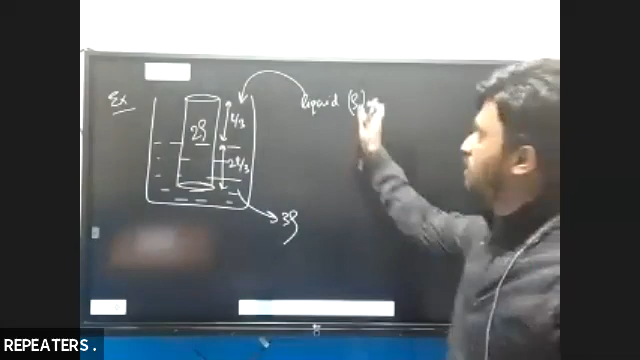 Ex
liquid (ρ)
2ρ
ℓ/3
2ℓ/3
3ρ
REPEATERS .